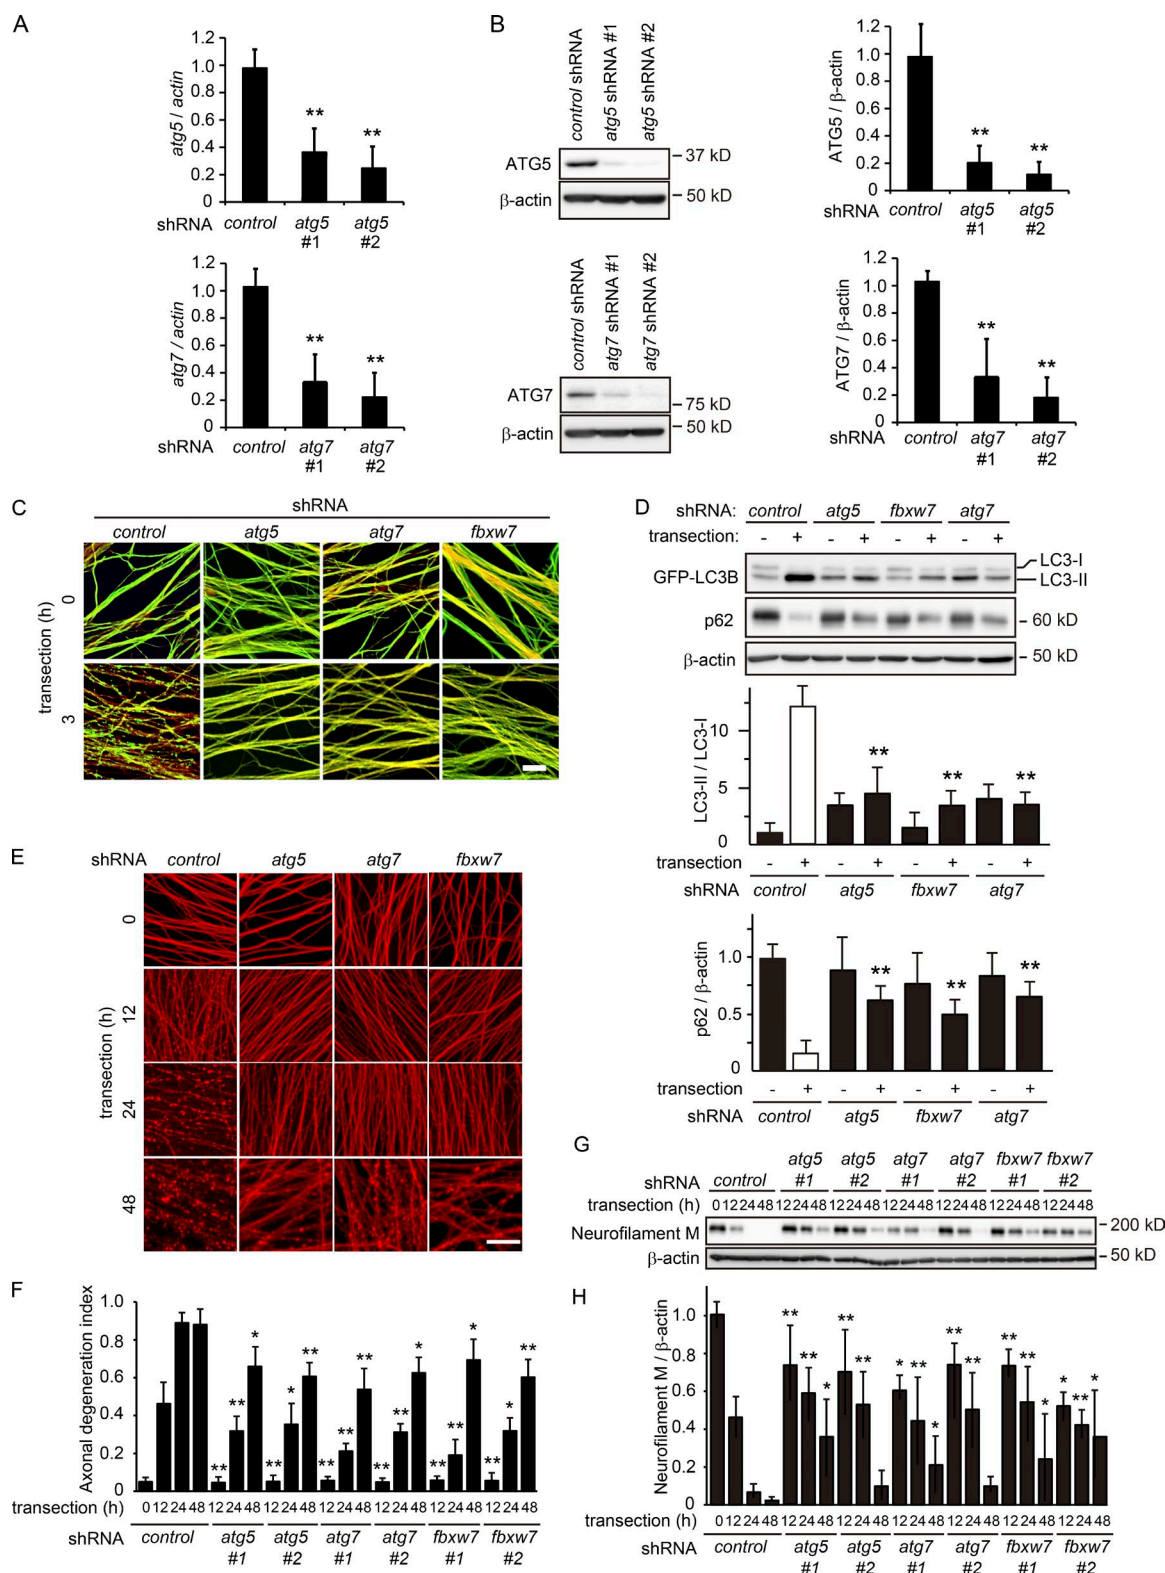 A
1.2
1.0
0.8
0.6
0.4
0.2
0
atg5 / actin
** **
shRNA control atg5 #1 atg5 #2
1.2
1.0
0.8
0.6
0.4
0.2
0
atg7 / actin
** **
shRNA control atg7 #1 atg7 #2
B
control shRNA
atg5 shRNA #1
atg5 shRNA #2
ATG5 – 37 kD
β-actin – 50 kD
control shRNA
atg7 shRNA #1
atg7 shRNA #2
ATG7 – 75 kD
β-actin – 50 kD
1.2
1.0
0.8
0.6
0.4
0.2
0
ATG5 / β-actin
** **
shRNA control atg5 #1 atg5 #2
1.2
1.0
0.8
0.6
0.4
0.2
0
ATG7 / β-actin
** **
shRNA control atg7 #1 atg7 #2
C
shRNA
control atg5 atg7 fbxw7
transection (h)
0
3
D
shRNA: control atg5 fbxw7 atg7
transection: - + - + - + - +
GFP-LC3B LC3-I
LC3-II
p62 – 60 kD
β-actin – 50 kD
10
5
0
LC3-II / LC3-I
** ** **
transection - + - + - + - +
shRNA control atg5 fbxw7 atg7
1.0
0.5
0
p62 / β-actin
** ** **
transection - + - + - + - +
shRNA control atg5 fbxw7 atg7
E
shRNA control atg5 atg7 fbxw7
transection (h)
0
12
24
48
F
Axonal degeneration index
1.0
0.8
0.6
0.4
0.2
0
** ** * ** * ** ** ** ** ** ** * ** ** * ** * **
transection (h) 0 12 24 48 12 24 48 12 24 48 12 24 48 12 24 48 12 24 48 12 24 48
shRNA control atg5 #1 atg5 #2 atg7 #1 atg7 #2 fbxw7 #1 fbxw7 #2
G
shRNA control atg5 #1 atg5 #2 atg7 #1 atg7 #2 fbxw7 #1 fbxw7 #2
transection (h) 0 12 24 48 12 24 48 12 24 48 12 24 48 12 24 48 12 24 48 12 24 48
Neurofilament M – 200 kD
β-actin – 50 kD
H
Neurofilament M / β-actin
1.0
0.8
0.6
0.4
0.2
0
** ** * ** ** * ** * ** ** ** ** * * ** *
transection (h) 0 12 24 48 12 24 48 12 24 48 12 24 48 12 24 48 12 24 48 12 24 48
shRNA control atg5 #1 atg5 #2 atg7 #1 atg7 #2 fbxw7 #1 fbxw7 #2